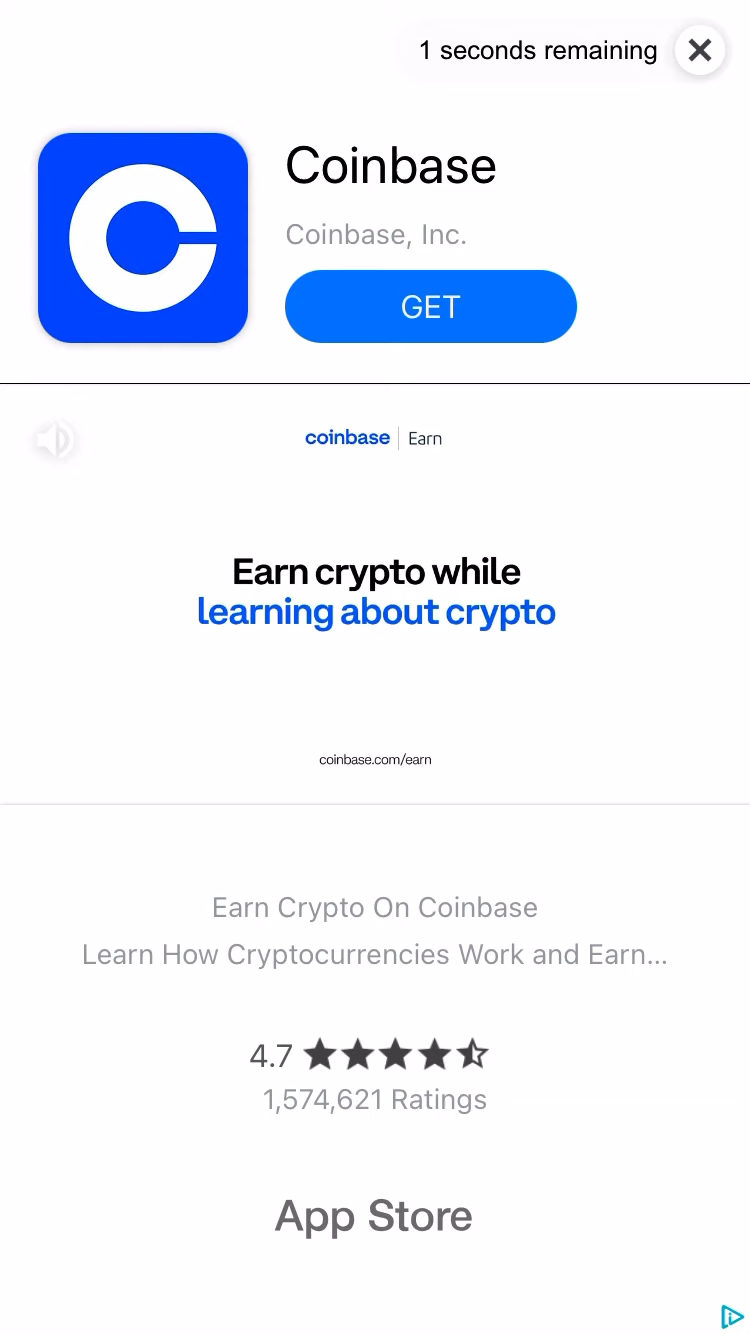 1 seconds remaining
Coinbase
Coinbase, Inc.
GET
coinbase | Earn
Earn crypto while
learning about crypto
coinbase.com/earn
Earn Crypto On Coinbase
Learn How Cryptocurrencies Work and Earn...
4.7
1,574,621 Ratings
App Store